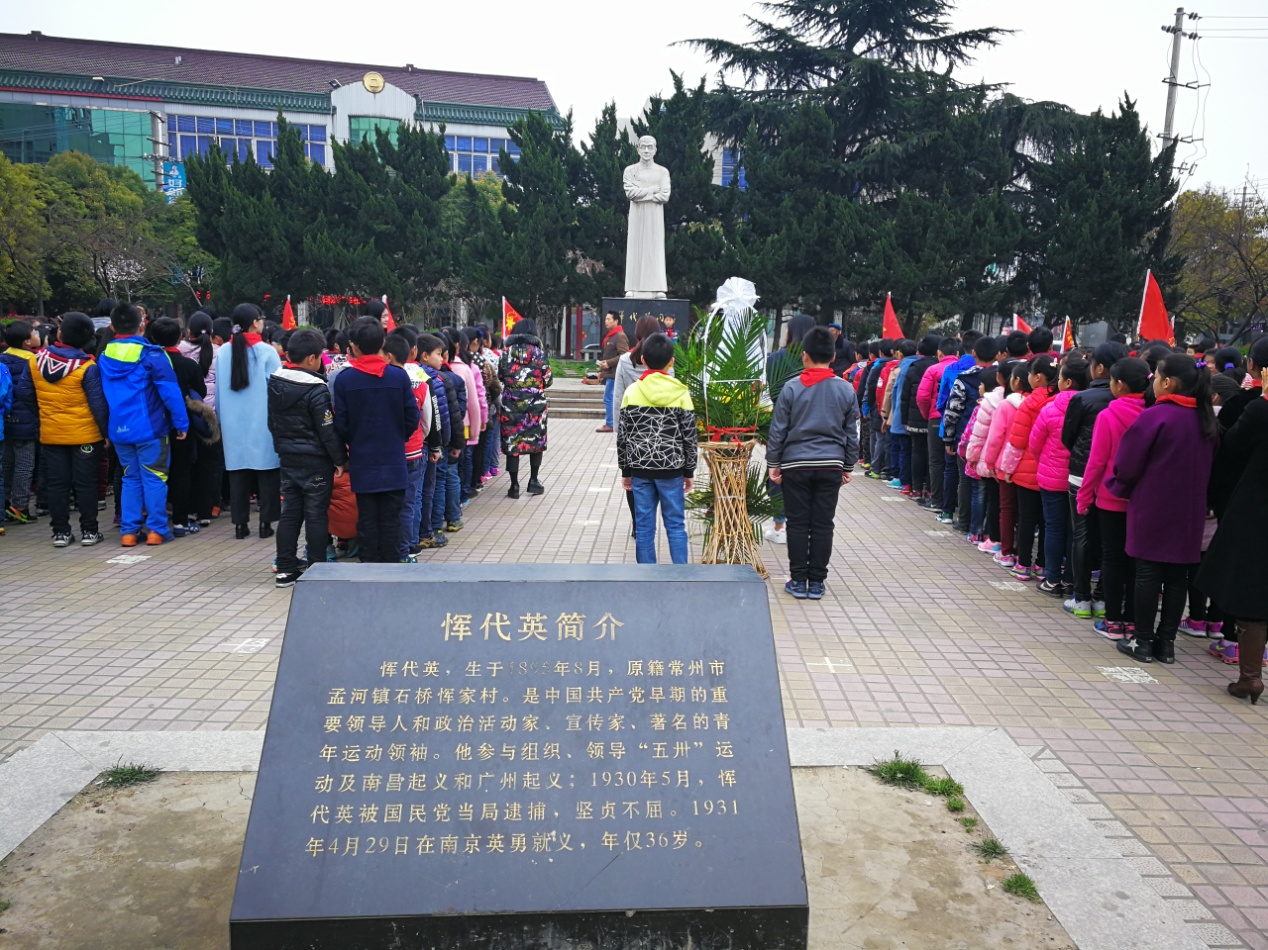 恽代英简介
恽代英，生于1895年8月，原籍常州市
孟河镇石桥恽家村。是中国共产党早期的重
要领导人和政治活动家、宣传家、著名的青
年运动领袖。他参与组织、领导“五卅”运
动及南昌起义和广州起义；1930年5月，恽
代英被国民党当局逮捕，坚贞不屈。1931
年4月29日在南京英勇就义，年仅36岁。